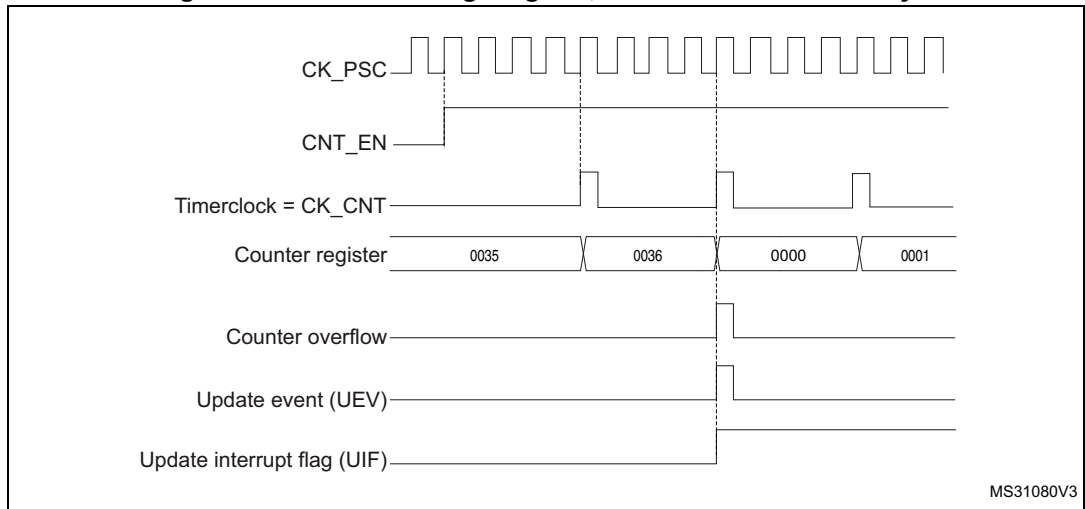 CK_PSC
CNT_EN
Timerclock = CK_CNT
Counter register
0035
0036
0000
0001
Counter overflow
Update event (UEV)
Update interrupt flag (UIF)
MS31080V3